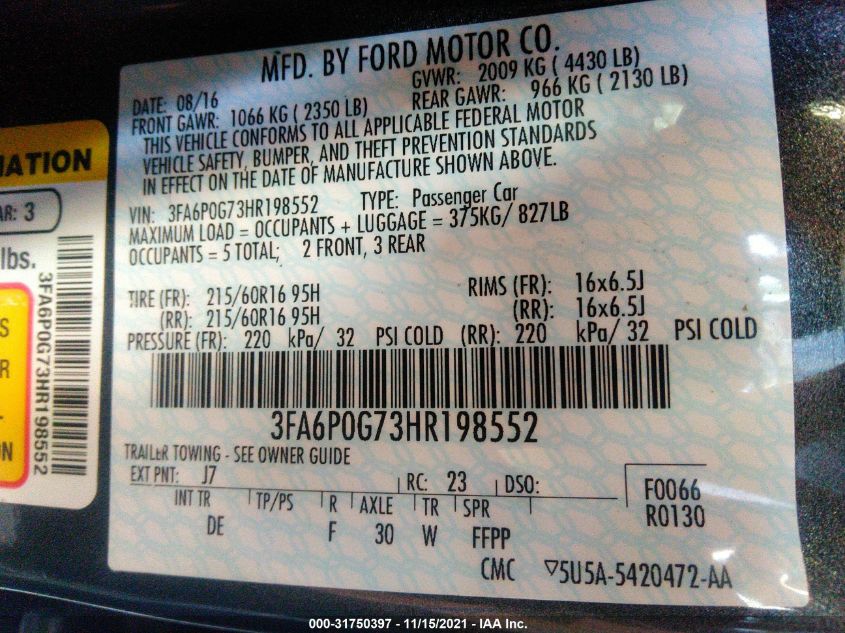 MFD. BY FORD MOTOR CO.
DATE: 08/16 GVWR: 2009 KG ( 4430 LB)
FRONT GAWR: 1066 KG ( 2350 LB) REAR GAWR: 966 KG ( 2130 LB)
THIS VEHICLE CONFORMS TO ALL APPLICABLE FEDERAL MOTOR
VEHICLE SAFETY, BUMPER, AND THEFT PREVENTION STANDARDS
IN EFFECT ON THE DATE OF MANUFACTURE SHOWN ABOVE.
VIN: 3FA6P0G73HR198552 TYPE: Passenger Car
MAXIMUM LOAD = OCCUPANTS + LUGGAGE = 375KG/ 827LB
OCCUPANTS = 5 TOTAL; 2 FRONT, 3 REAR
TIRE (FR): 215/60R16 95H RIMS (FR): 16x6.5J
(RR): 215/60R16 95H (RR): 16x6.5J
PRESSURE (FR): 220 kPa/ 32 PSI COLD (RR): 220 kPa/ 32 PSI COLD
3FA6P0G73HR198552
TRAILER TOWING - SEE OWNER GUIDE
EXT PNT: J7 RC: 23 DSO:
F0066
R0130
INT TR TP/PS R AXLE TR SPR
DE F 30 W FFPP
CMC ▽5U5A-5420472-AA
MATION
AR: 3
lbs.
3FA6P0G73HR198552
S
R
L
N
000-31750397 - 11/15/2021 - IAA Inc.